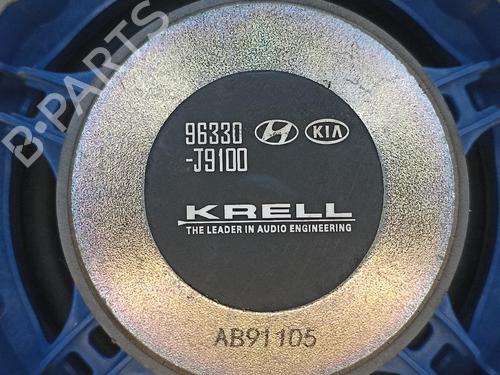 B-PARTS
96330 KIA
-J9100
KRELL
THE LEADER IN AUDIO ENGINEERING
AB91105